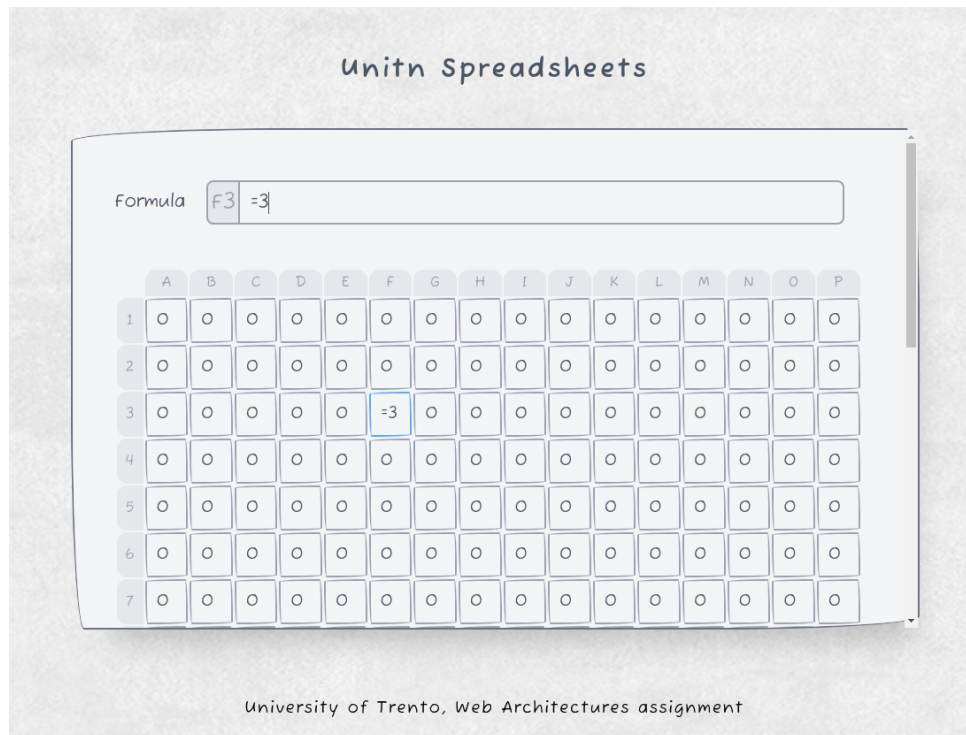 Unitn Spreadsheets
Formula F3 =3
A B C D E F G H I J K L M N O P
1 0 0 0 0 0 0 0 0 0 0 0 0 0 0 0 0
2 0 0 0 0 0 0 0 0 0 0 0 0 0 0 0 0
3 0 0 0 0 0 =3 0 0 0 0 0 0 0 0 0 0
4 0 0 0 0 0 0 0 0 0 0 0 0 0 0 0 0
5 0 0 0 0 0 0 0 0 0 0 0 0 0 0 0 0
6 0 0 0 0 0 0 0 0 0 0 0 0 0 0 0 0
7 0 0 0 0 0 0 0 0 0 0 0 0 0 0 0 0
University of Trento, Web Architectures assignment